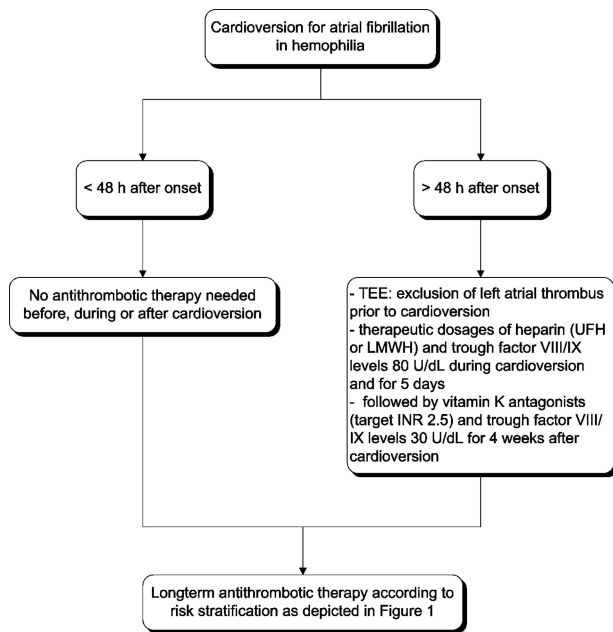 Cardioversion for atrial fibrillation
in hemophilia
< 48 h after onset
> 48 h after onset
No antithrombotic therapy needed
before, during or after cardioversion
- TEE: exclusion of left atrial thrombus
prior to cardioversion
- therapeutic dosages of heparin (UFH
or LMWH) and trough factor VIII/IX
levels 80 U/dL during cardioversion
and for 5 days
- followed by vitamin K antagonists
(target INR 2.5) and trough factor VIII/
IX levels 30 U/dL for 4 weeks after
cardioversion
Longterm antithrombotic therapy according to
risk stratification as depicted in Figure 1